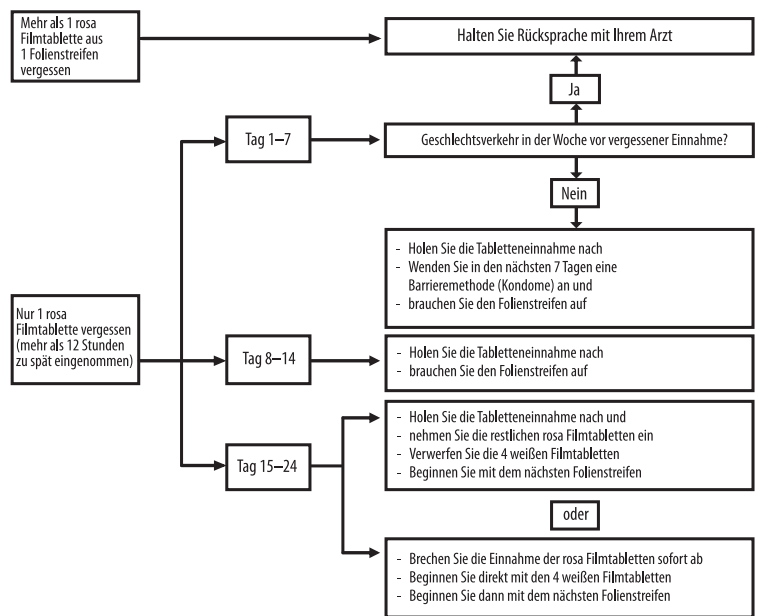 Mehr als 1 rosa
Filmtablette aus
1 Folienstreifen
vergessen
Halten Sie Rücksprache mit Ihrem Arzt
Ja
Tag 1–7
Geschlechtsverkehr in der Woche vor vergessener Einnahme?
Nein
- Holen Sie die Tabletteneinnahme nach
- Wenden Sie in den nächsten 7 Tagen eine
Barrieremethode (Kondome) an und
- brauchen Sie den Folienstreifen auf
Nur 1 rosa
Filmtablette vergessen
(mehr als 12 Stunden
zu spät eingenommen)
Tag 8–14
- Holen Sie die Tabletteneinnahme nach
- brauchen Sie den Folienstreifen auf
Tag 15–24
- Holen Sie die Tabletteneinnahme nach und
- nehmen Sie die restlichen rosa Filmtabletten ein
- Verwerfen Sie die 4 weißen Filmtabletten
- Beginnen Sie mit dem nächsten Folienstreifen
oder
- Brechen Sie die Einnahme der rosa Filmtabletten sofort ab
- Beginnen Sie direkt mit den 4 weißen Filmtabletten
- Beginnen Sie dann mit dem nächsten Folienstreifen